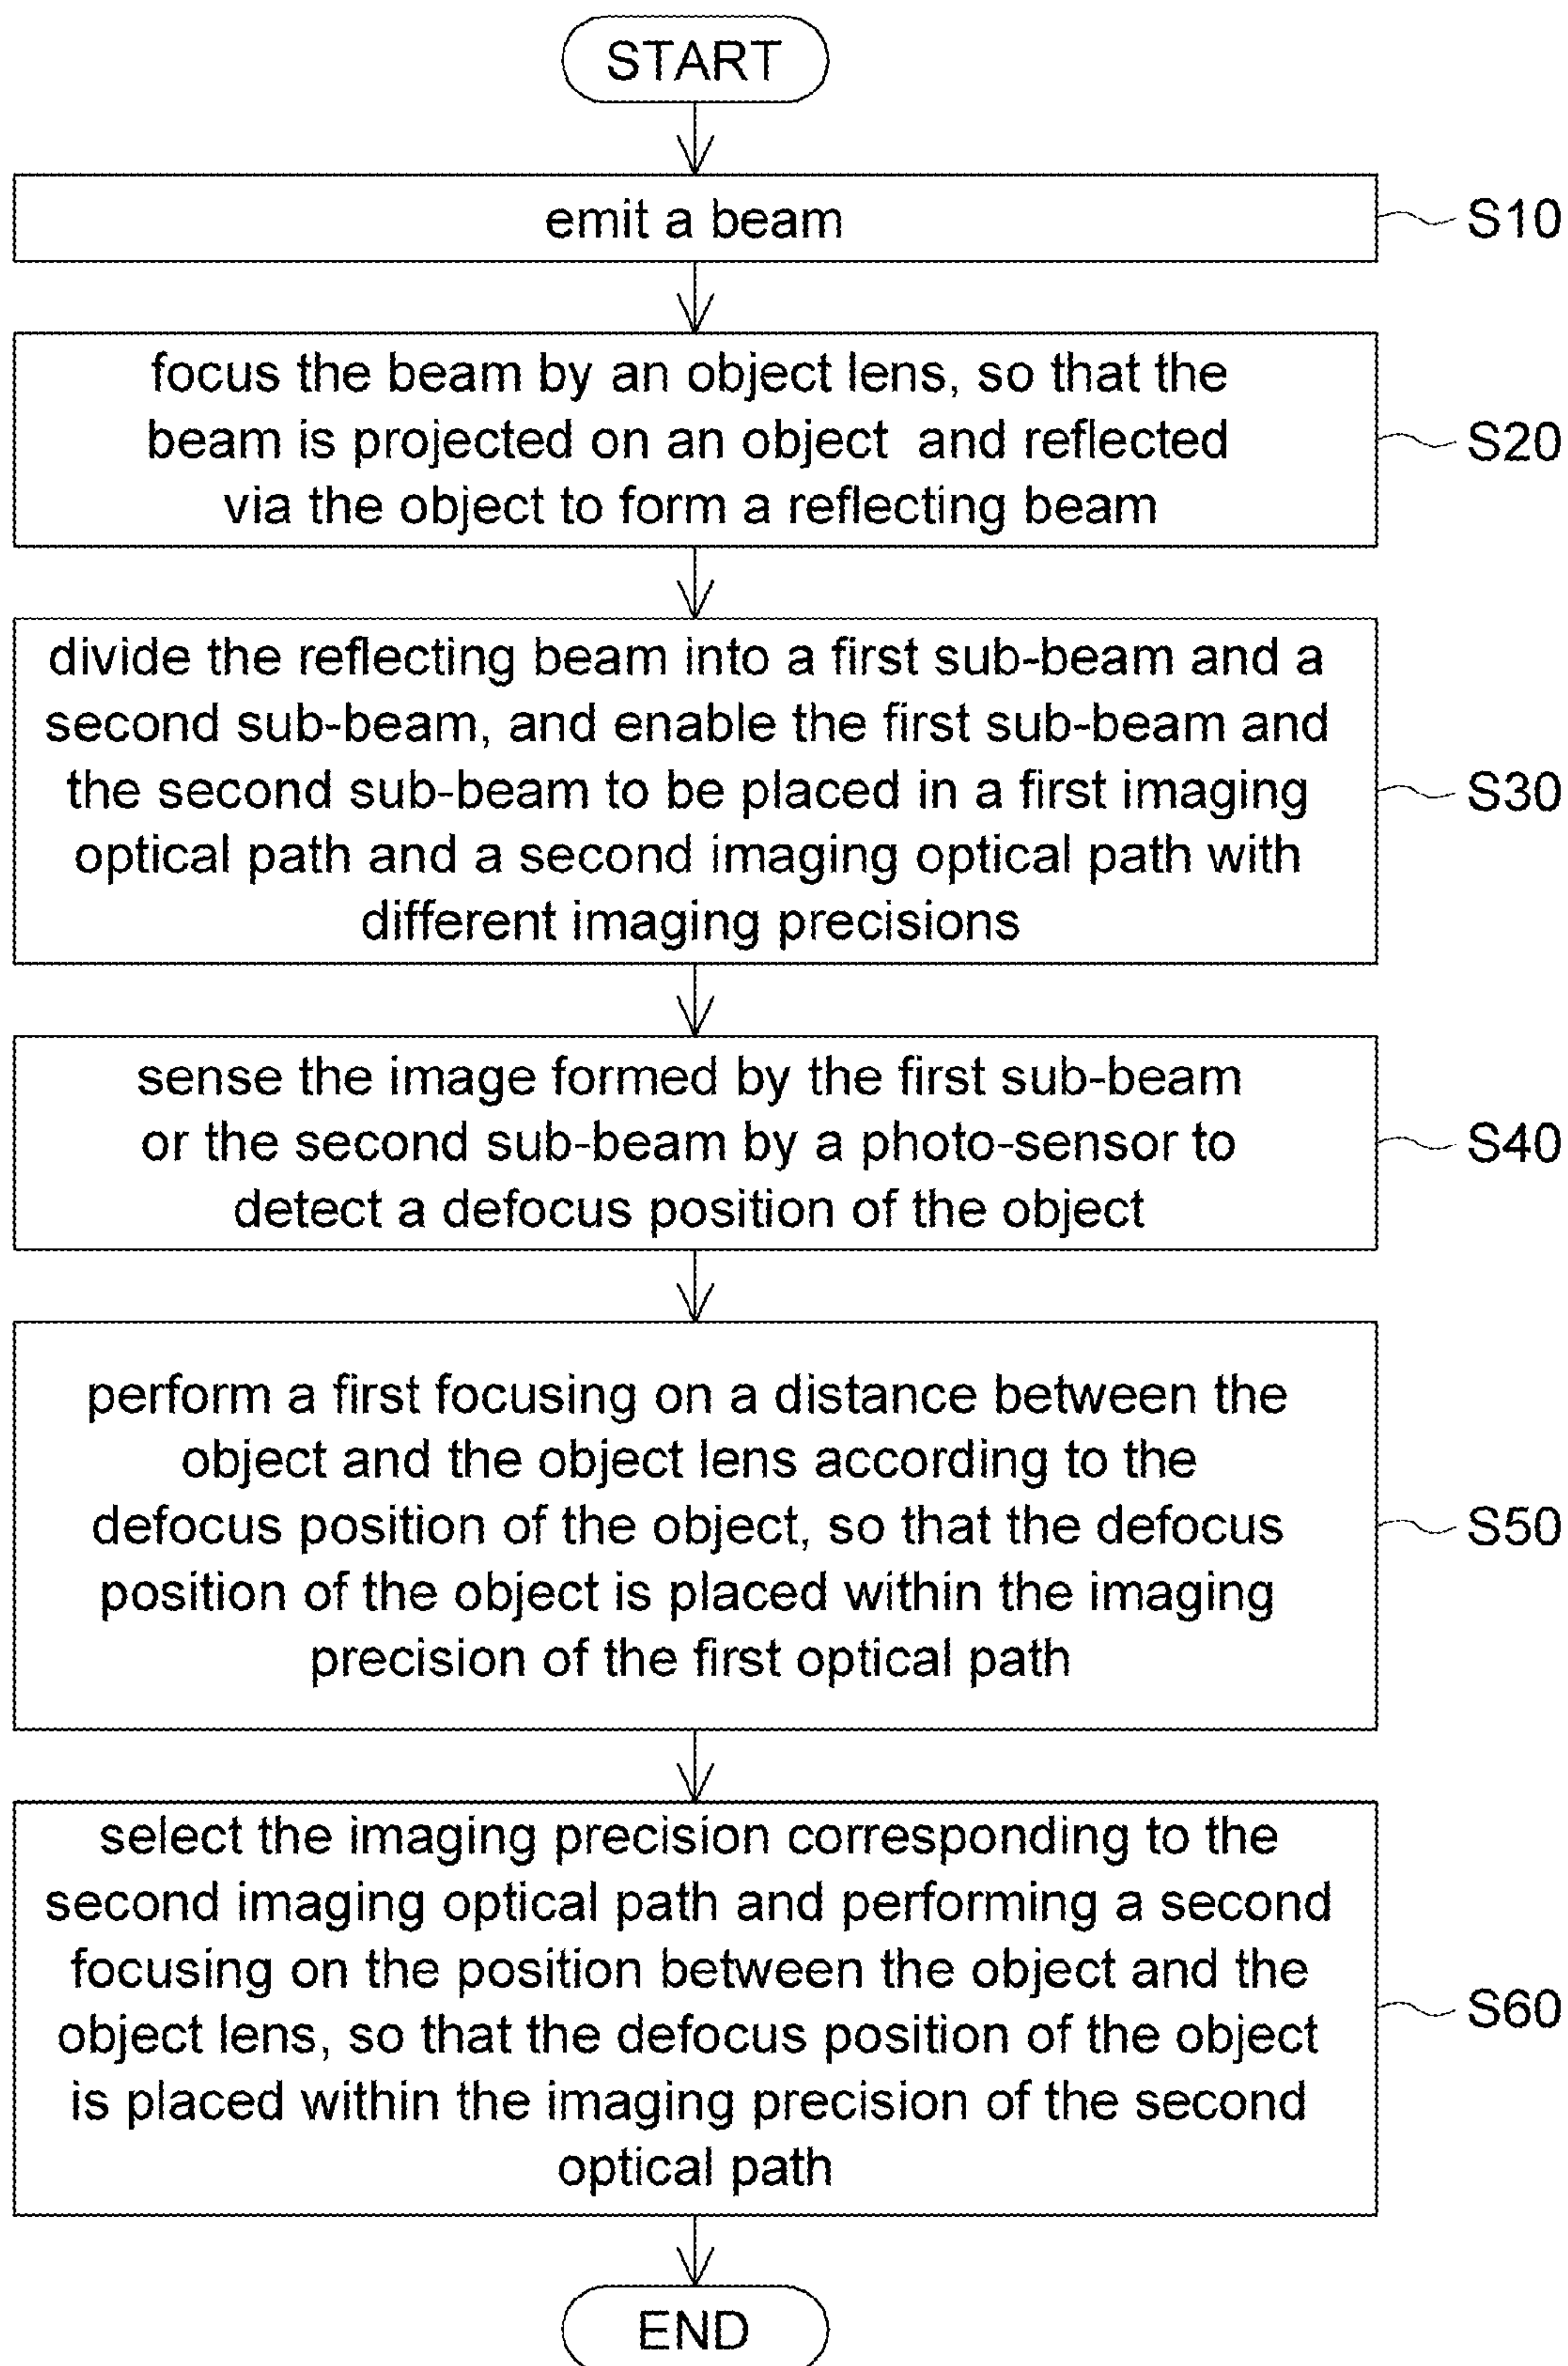 START
emit a beam
S10
focus the beam by an object lens, so that the
beam is projected on an object and reflected
via the object to form a reflecting beam
S20
divide the reflecting beam into a first sub-beam and a
second sub-beam, and enable the first sub-beam and
the second sub-beam to be placed in a first imaging
optical path and a second imaging optical path with
different imaging precisions
S30
sense the image formed by the first sub-beam
or the second sub-beam by a photo-sensor to
detect a defocus position of the object
S40
perform a first focusing on a distance between the
object and the object lens according to the
defocus position of the object, so that the defocus
position of the object is placed within the imaging
precision of the first optical path
S50
select the imaging precision corresponding to the
second imaging optical path and performing a second
focusing on the position between the object and the
object lens, so that the defocus position of the object
is placed within the imaging precision of the second
optical path
S60
END